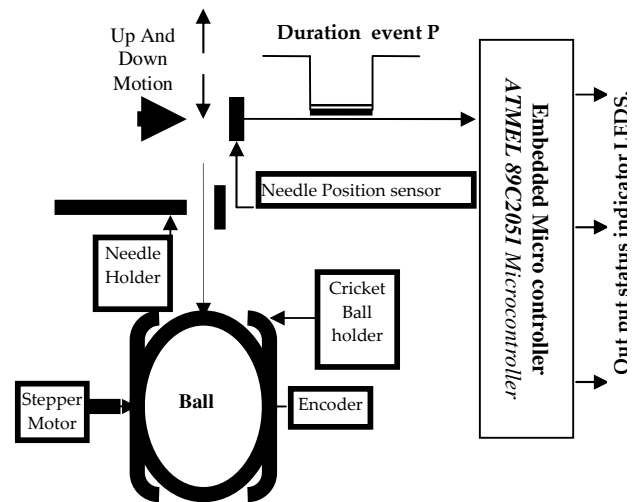 Up And
Down
Motion
Duration event P
Needle Position sensor
Needle
Holder
Cricket
Ball
holder
Stepper
Motor
Ball
Encoder
Embedded Micro controller
ATMEL 89C2051 Microcontroller
Out put status indicator LEDS.